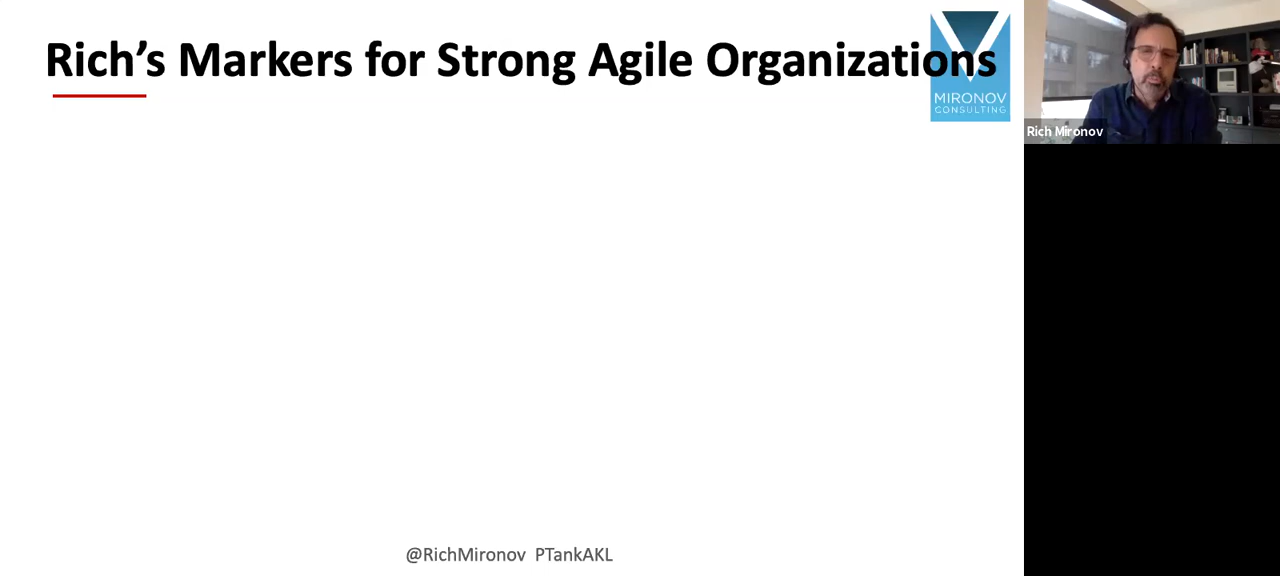 Rich’s Markers for Strong Agile Organizations
MIRONOV
CONSULTING
Rich Mironov
@RichMironov PTankAKL